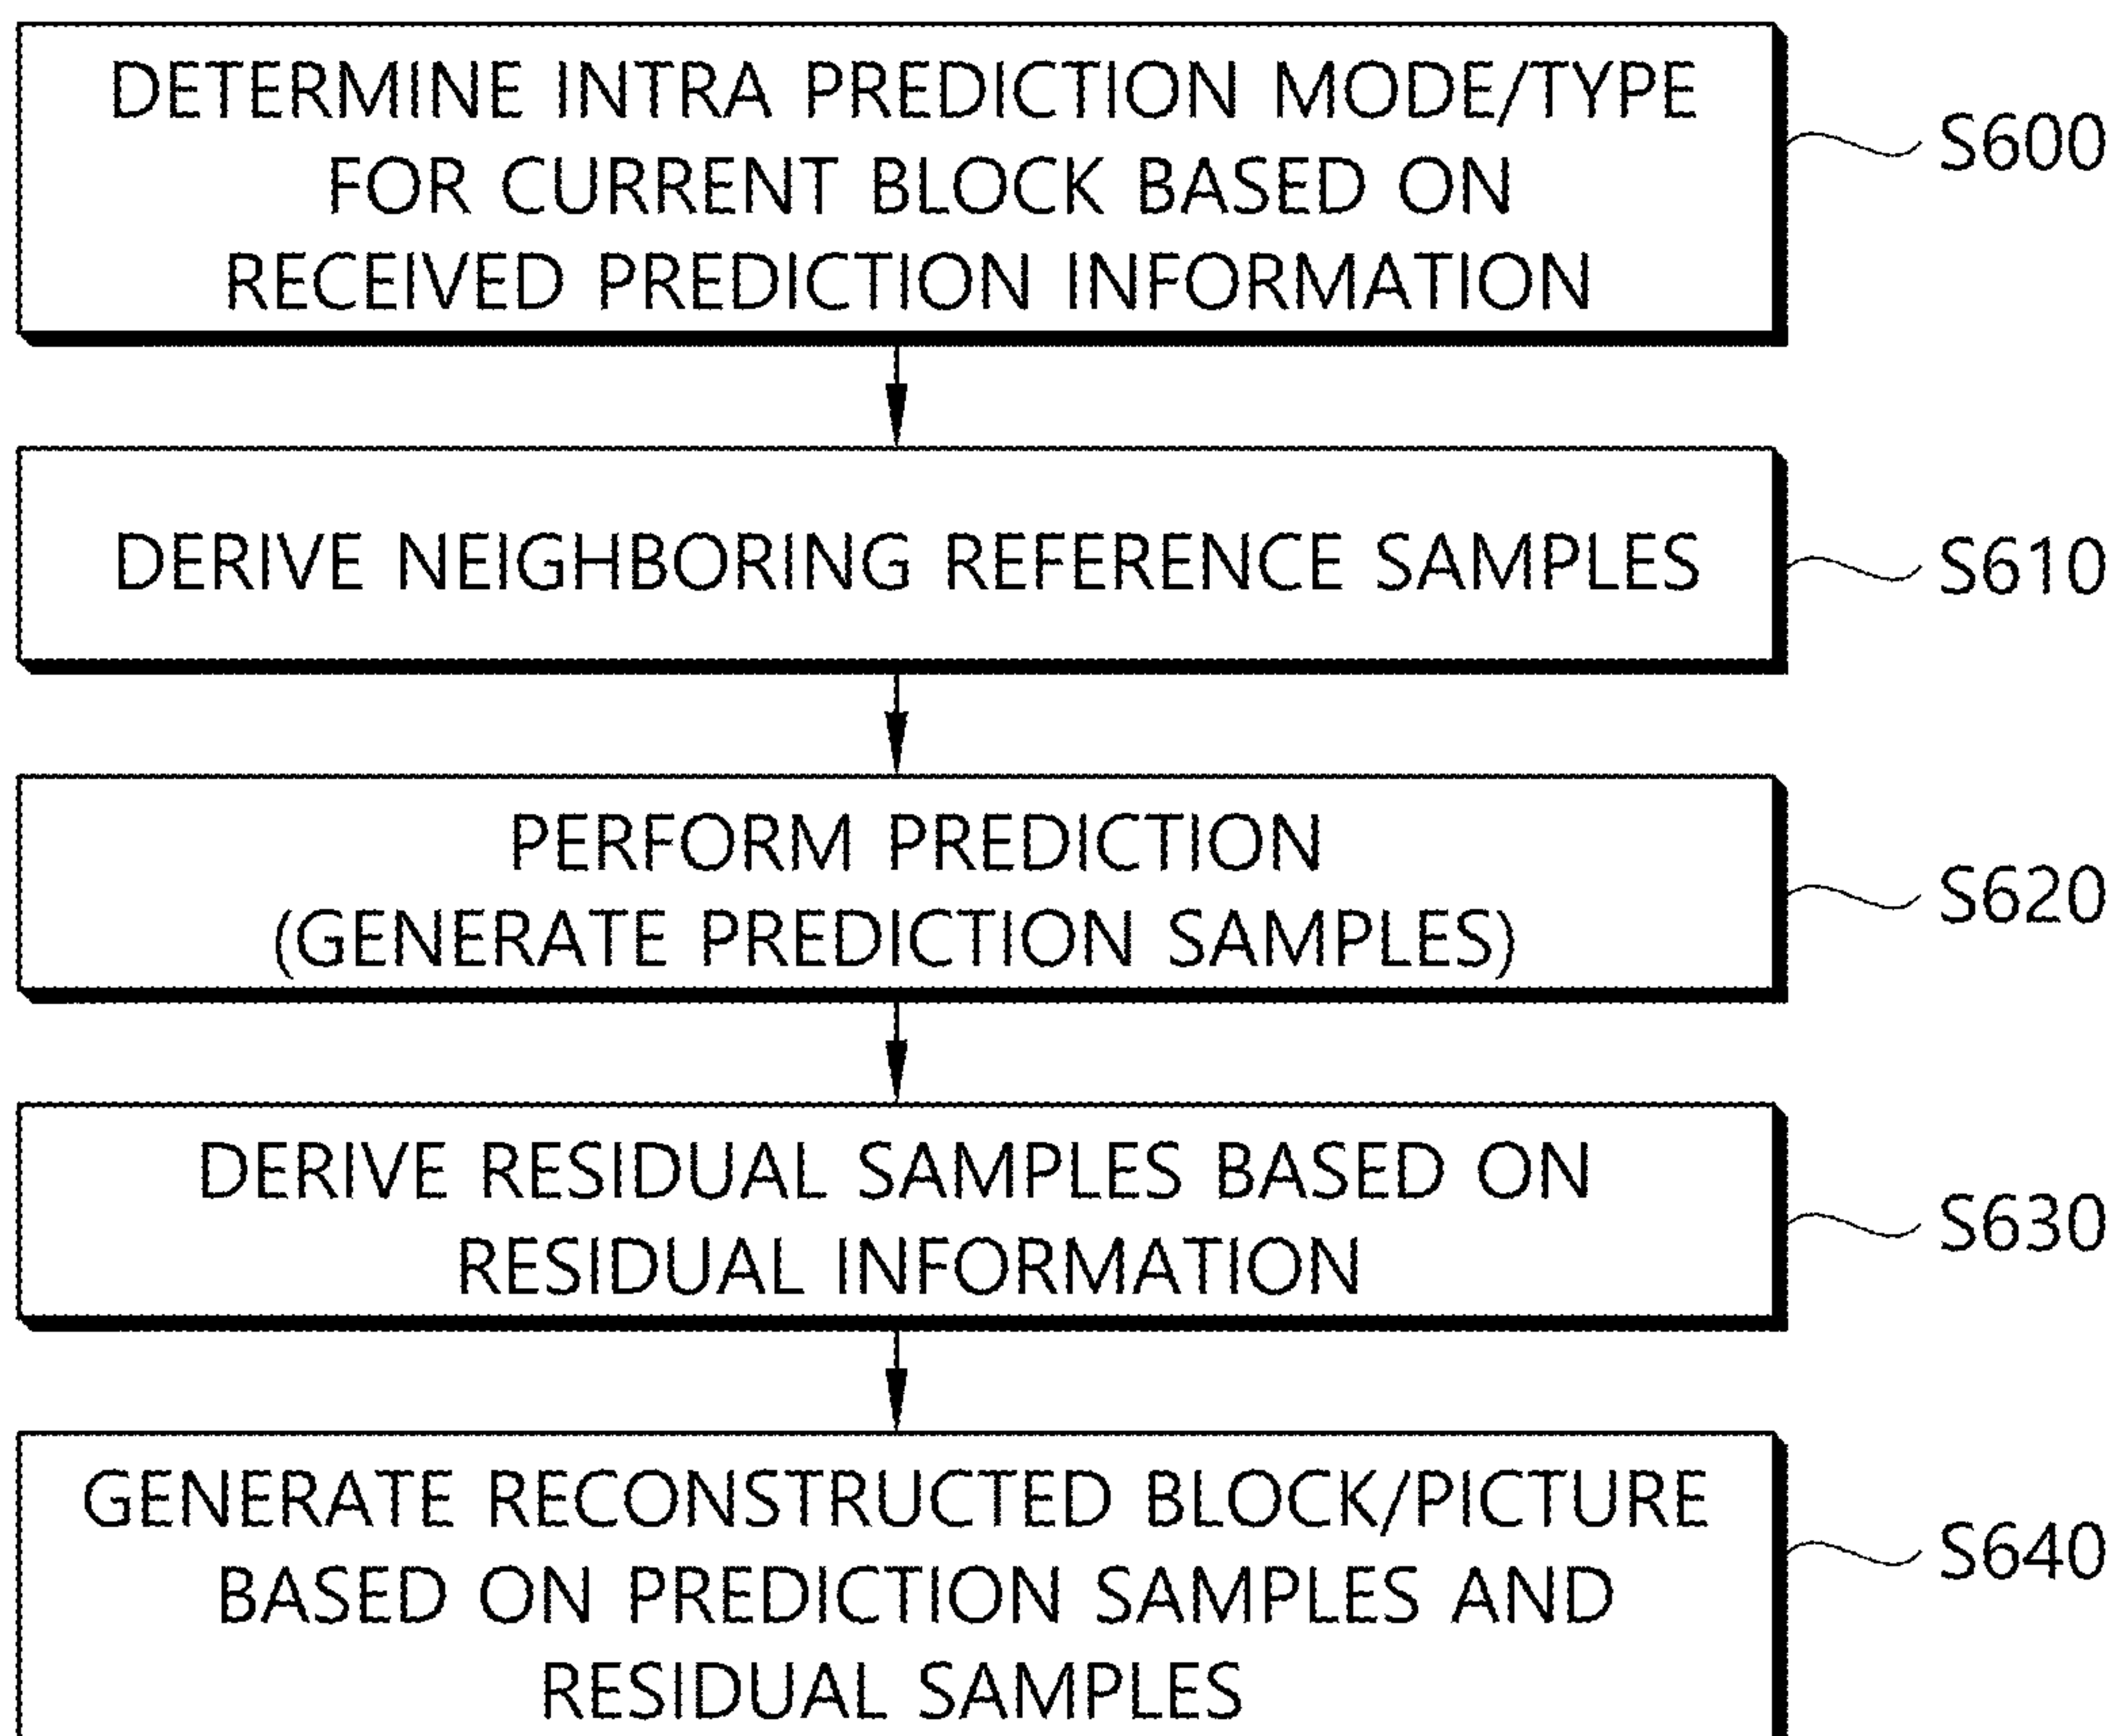 DETERMINE INTRA PREDICTION MODE/TYPE
FOR CURRENT BLOCK BASED ON
RECEIVED PREDICTION INFORMATION
S600
DERIVE NEIGHBORING REFERENCE SAMPLES
S610
PERFORM PREDICTION
(GENERATE PREDICTION SAMPLES)
S620
DERIVE RESIDUAL SAMPLES BASED ON
RESIDUAL INFORMATION
S630
GENERATE RECONSTRUCTED BLOCK/PICTURE
BASED ON PREDICTION SAMPLES AND
RESIDUAL SAMPLES
S640